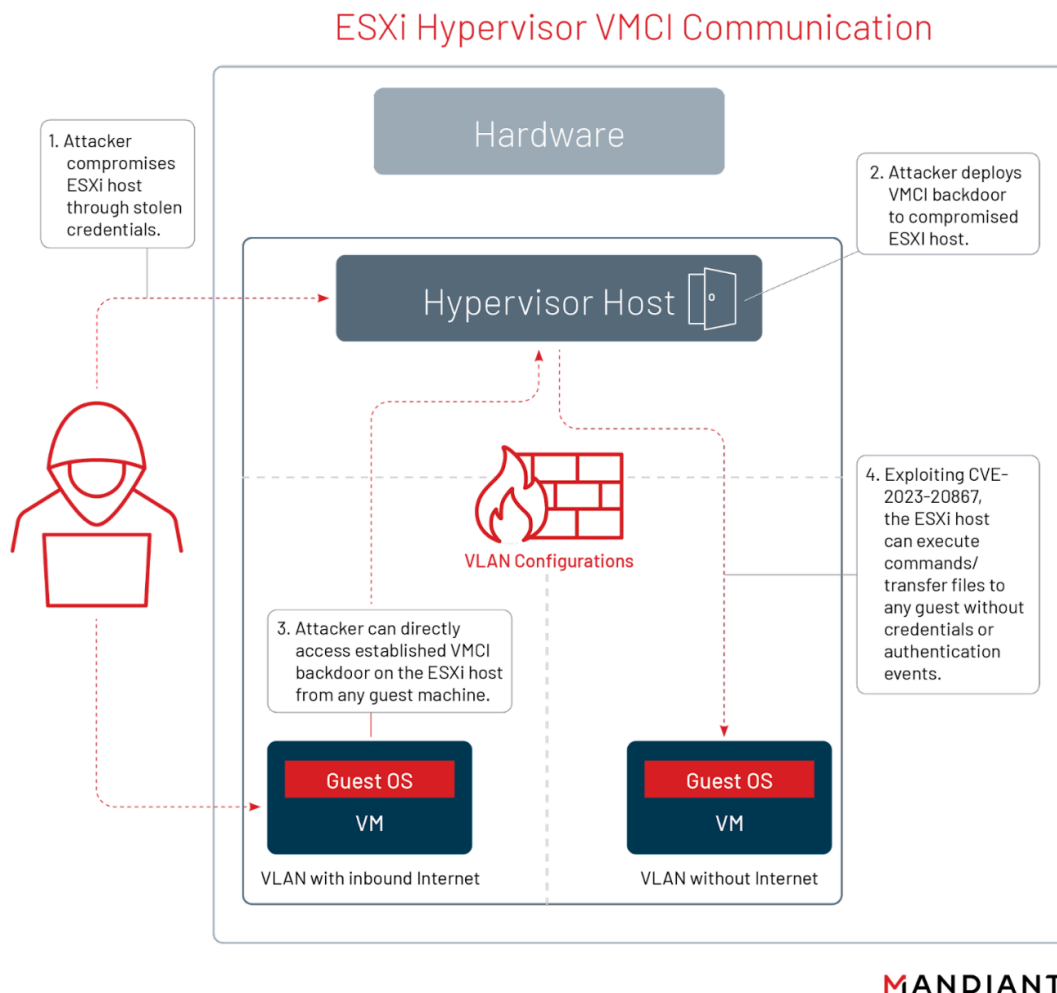 ESXi Hypervisor VMCI Communication
Hardware
1. Attacker
compromises
ESXi host
through stolen
credentials.
2. Attacker deploys
VMCI backdoor
to compromised
ESXI host.
Hypervisor Host
VLAN Configurations
4. Exploiting CVE-
2023-20867,
the ESXi host
can execute
commands/
transfer files to
any guest without
credentials or
authentication
events.
3. Attacker can directly
access established VMCI
backdoor on the ESXi host
from any guest machine.
Guest OS
VM
VLAN with inbound Internet
Guest OS
VM
VLAN without Internet
MANDIANT